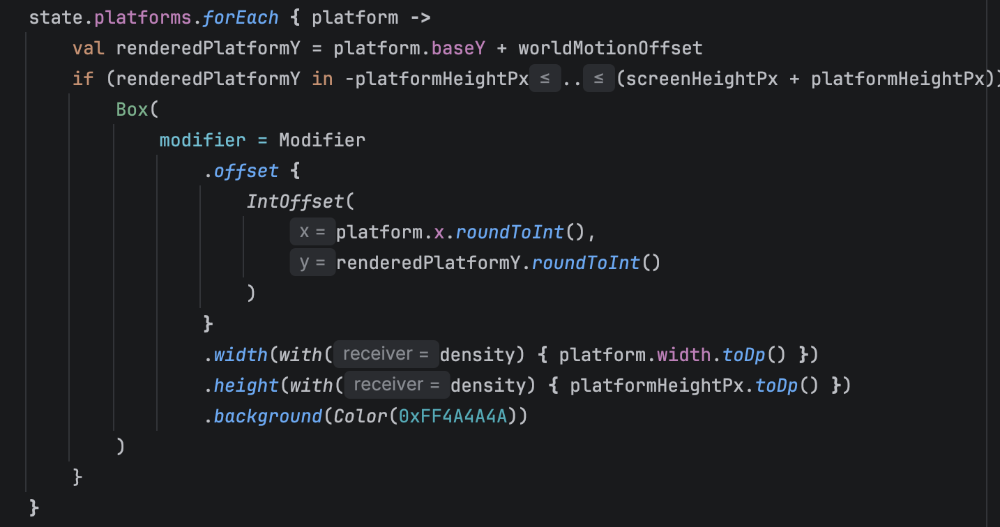 state.platforms.forEach { platform ->
    val renderedPlatformY = platform.baseY + worldMotionOffset
    if (renderedPlatformY in -platformHeightPx ≤ .. ≤ (screenHeightPx + platformHeightPx))
        Box(
            modifier = Modifier
                .offset {
                    IntOffset(
                        x = platform.x.roundToInt(),
                        y = renderedPlatformY.roundToInt()
                    )
                }
                .width(with( receiver = density) { platform.width.toDp() })
                .height(with( receiver = density) { platformHeightPx.toDp() })
                .background(Color(0xFF4A4A4A))
        )
    }
}